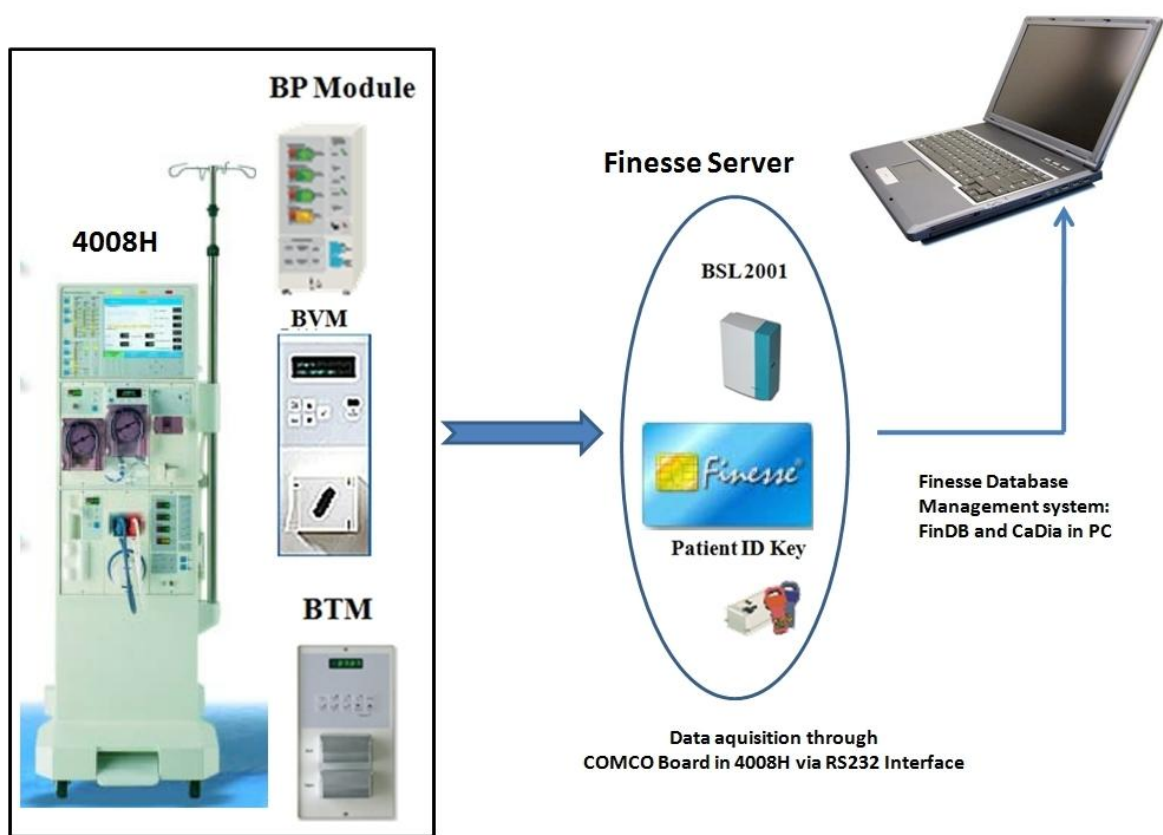 BP Module
4008H
_BVM
BTM
Finesse Server
BSL 2001
Finesse®
Patient ID Key
Data aquisition through
COMCO Board in 4008H via RS232 Interface
Finesse Database
Management system:
FinDB and CaDia in PC